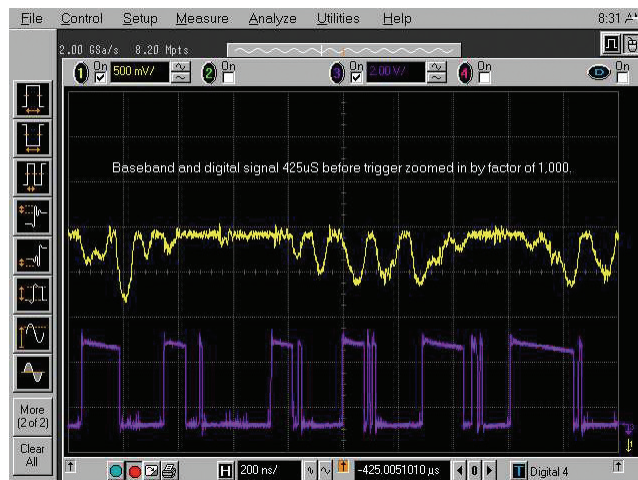 File Control Setup Measure Analyze Utilities Help 8:31 A
2.00 GSa/s 8.20 Mpts
1 On 500 mV/ 2 On 3 On 2.00 V/ 4 On D On
Baseband and digital signal 425uS before trigger zoomed in by factor of 1,000.
More
(2 of 2)
Clear
All
H 200 ns/ -425.0051010 µs 0 T Digital 4